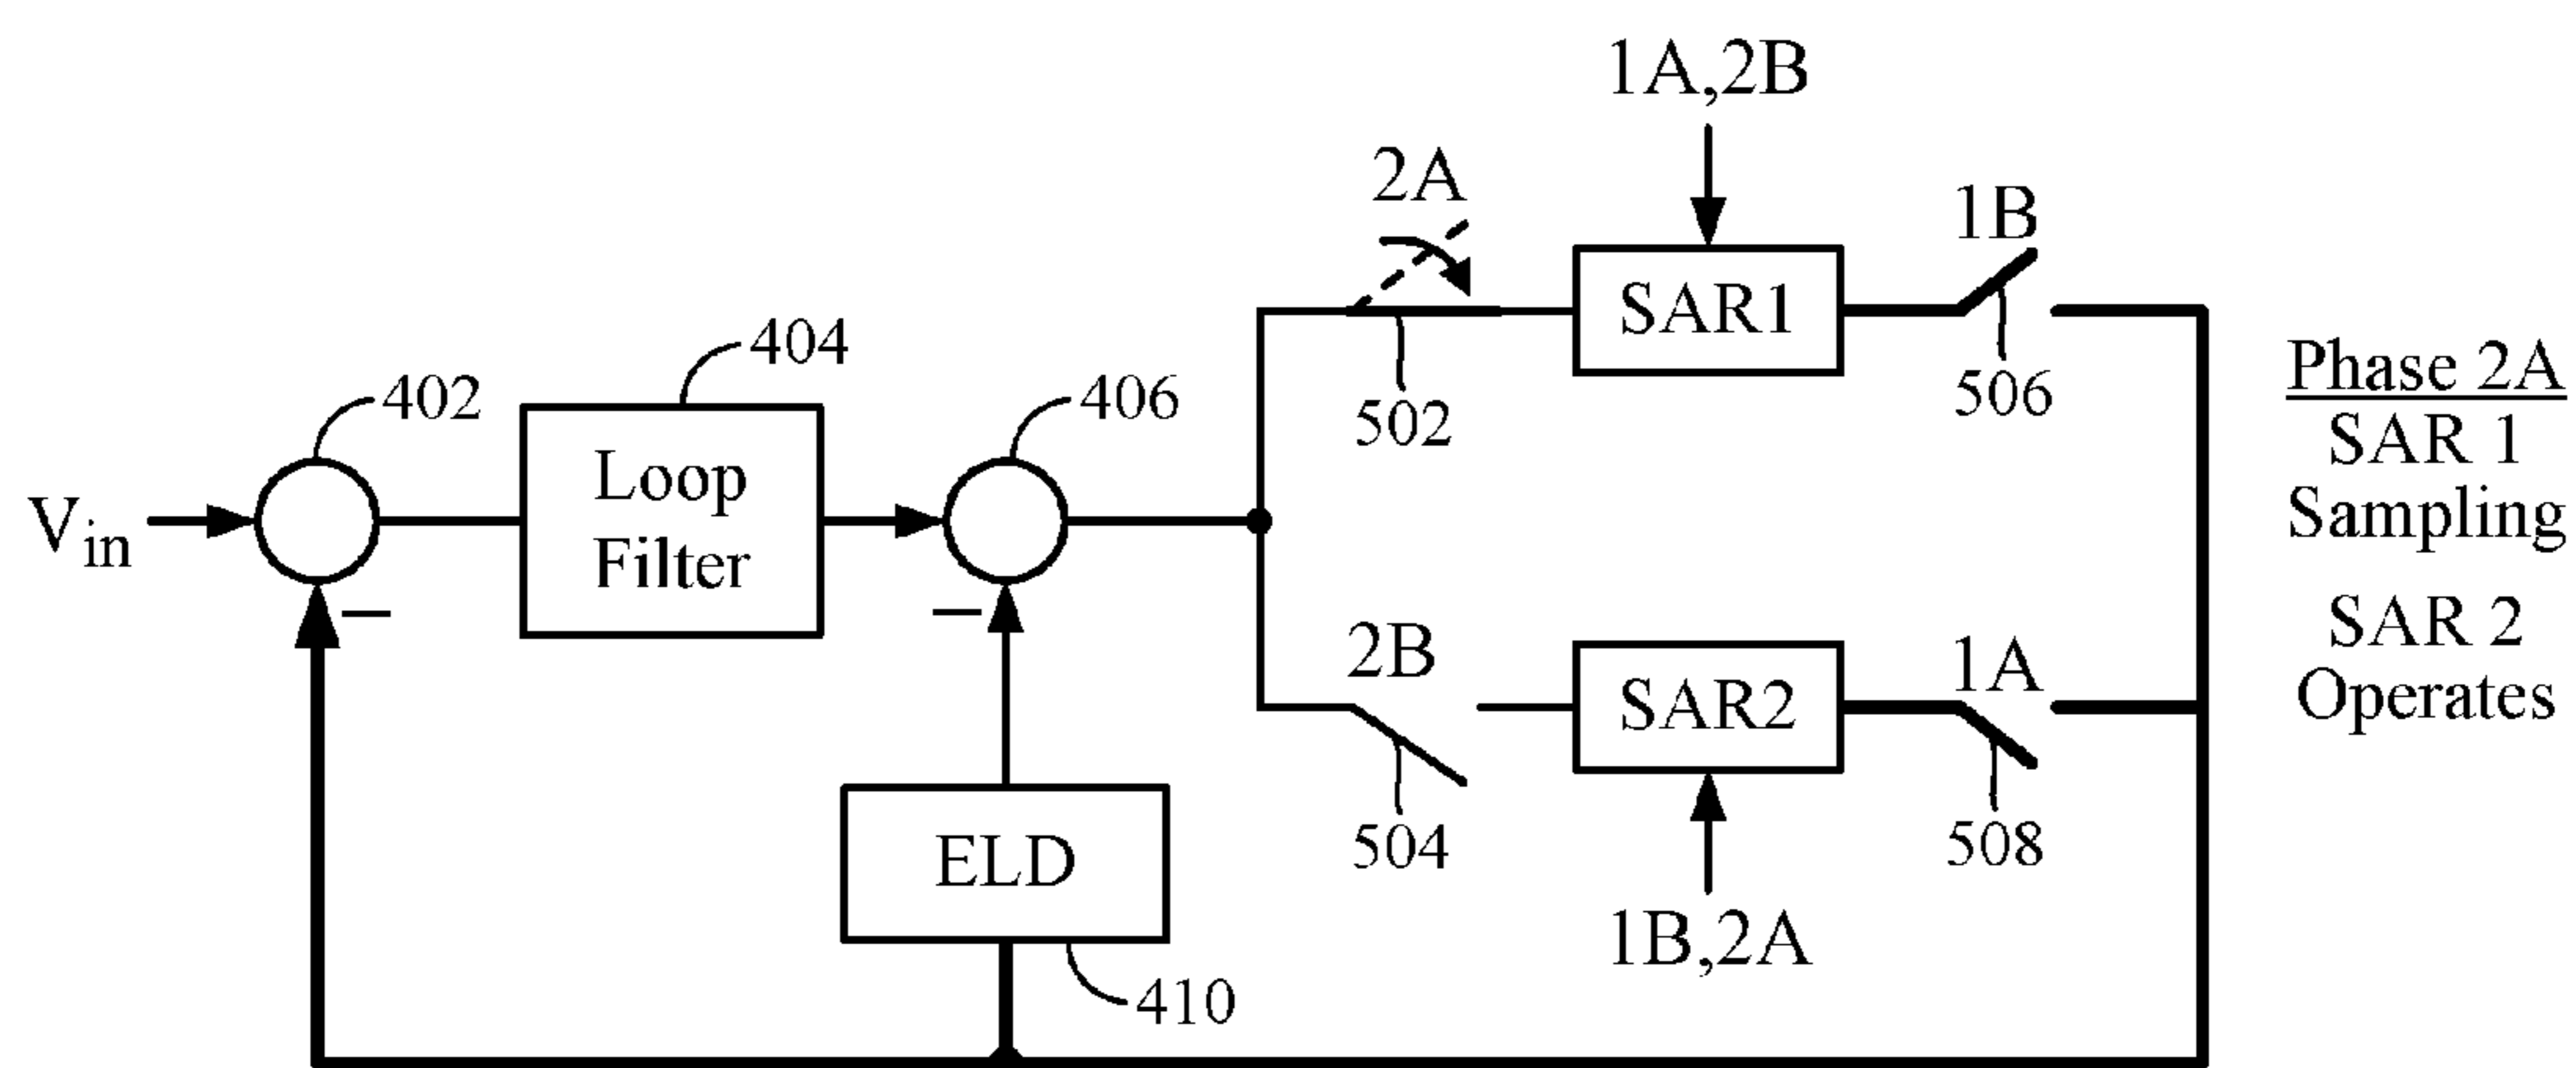 1A,2B
2A
1B
SAR1
404
402
406
502
506
Phase 2A
SAR 1
Sampling
SAR 2
Operates
Loop
Filter
Vin
−
−
2B
1A
SAR2
504
508
ELD
1B,2A
410